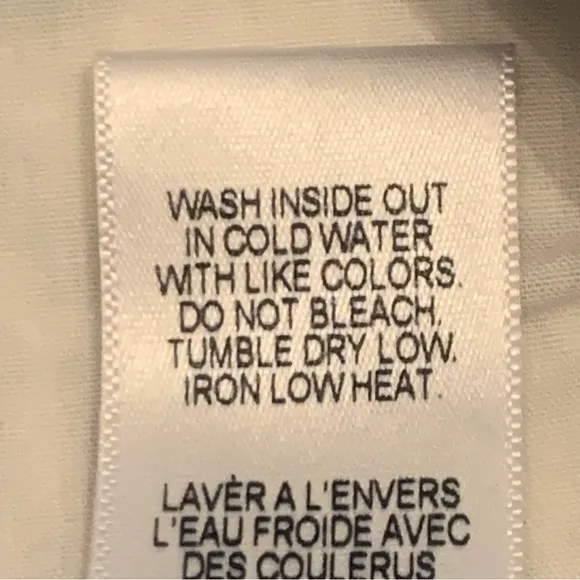 WASH INSIDE OUT
IN COLD WATER
WITH LIKE COLORS.
DO NOT BLEACH,
TUMBLE DRY LOW.
IRON LOW HEAT.
LAVÈR A L'ENVERS
L'EAU FROIDE AVEC
DES COULERUS